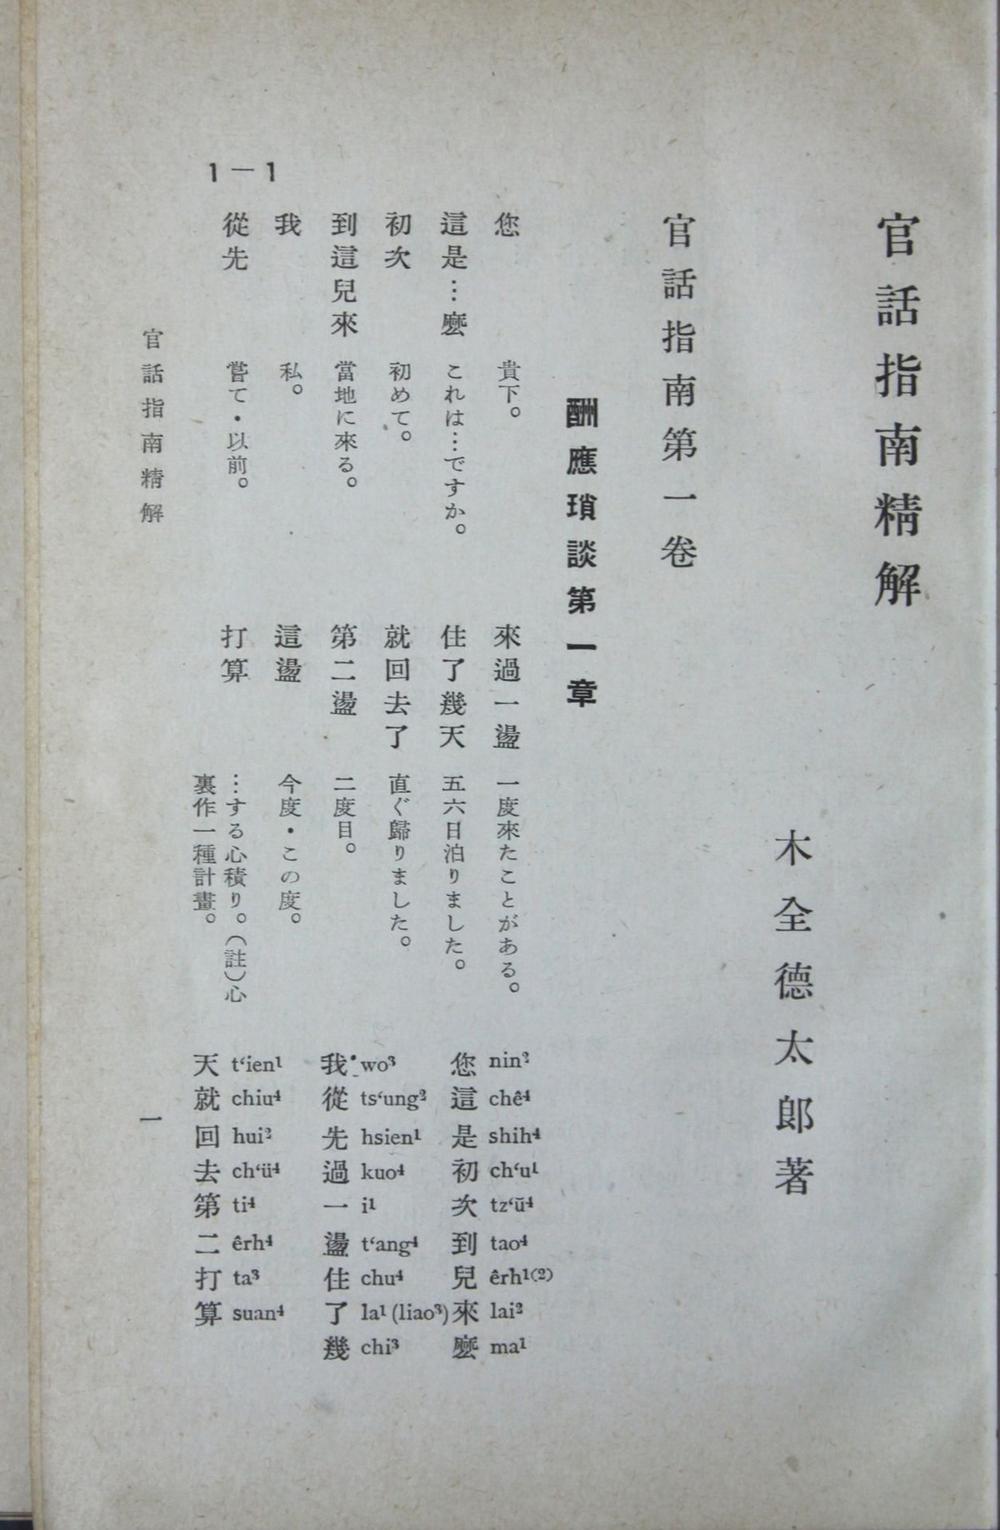 官話指南精解
木全德太郎著
官話指南第一卷
酬應瑣談第一章
1—1
您 貴下。
這是…麽 これは…ですか。
初次 初めて。
到這兒來 當地に來る。
我 私。
從先 嘗て・以前。
來過一盪 一度來たことがある。
住了幾天 五六日泊りました。
就回去了 直ぐ歸りました。
第二盪 二度目。
這盪 今度・この度。
打算 …する心積り。(註)心
裏作一種計畫。
您 nin²
這 chê⁴
是 shih⁴
初 ch‘u¹
次 tz‘ŭ⁴
到 tao⁴
兒 êrh¹⁽²⁾
來 lai²
麽 ma¹
我 wo³
從 ts‘ung²
先 hsien¹
過 kuo⁴
一 i¹
盪 t‘ang⁴
住 chu⁴
了 la¹ (liao³)
幾 chi³
天 t‘ien¹
就 chiu⁴
回 hui²
去 ch‘ü⁴
第 ti⁴
二 êrh⁴
打 ta³
算 suan⁴
官話指南精解
一